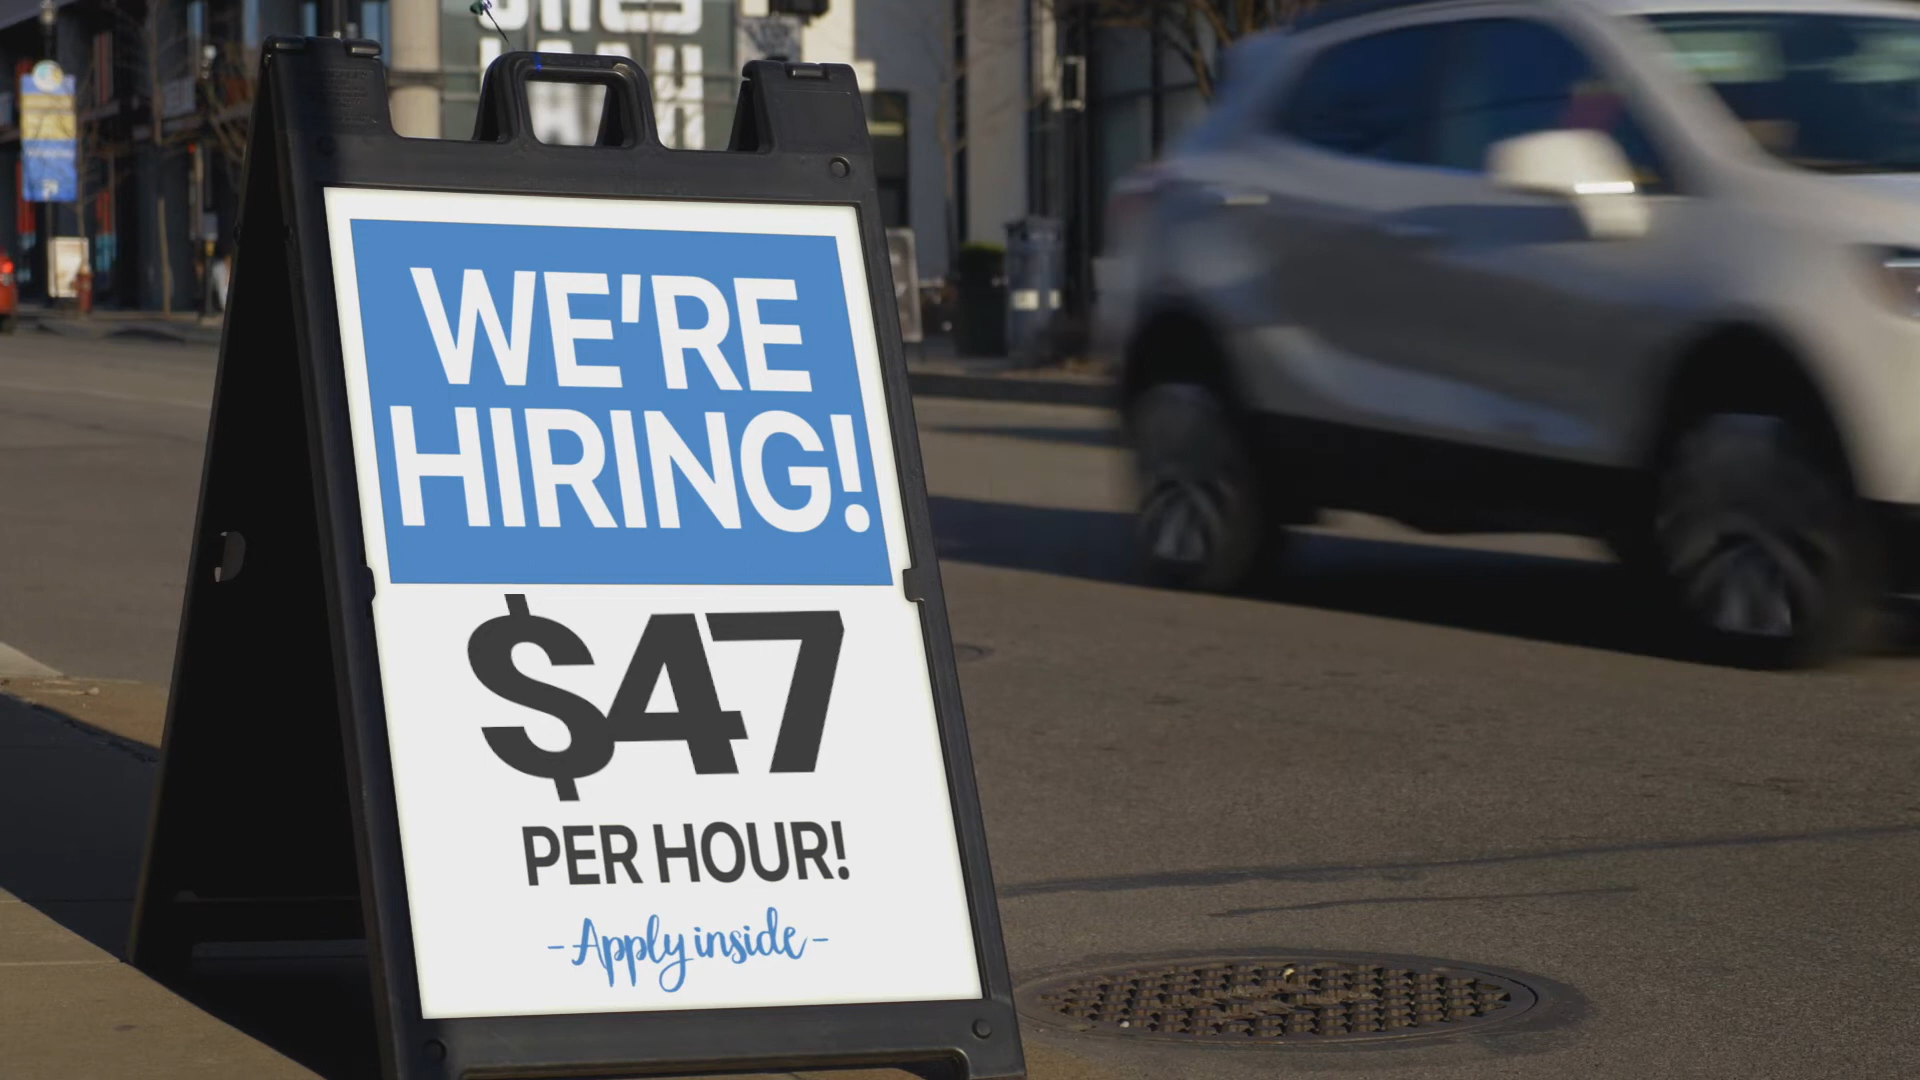 WE'RE
HIRING!
$47
PER HOUR!
- Apply inside -